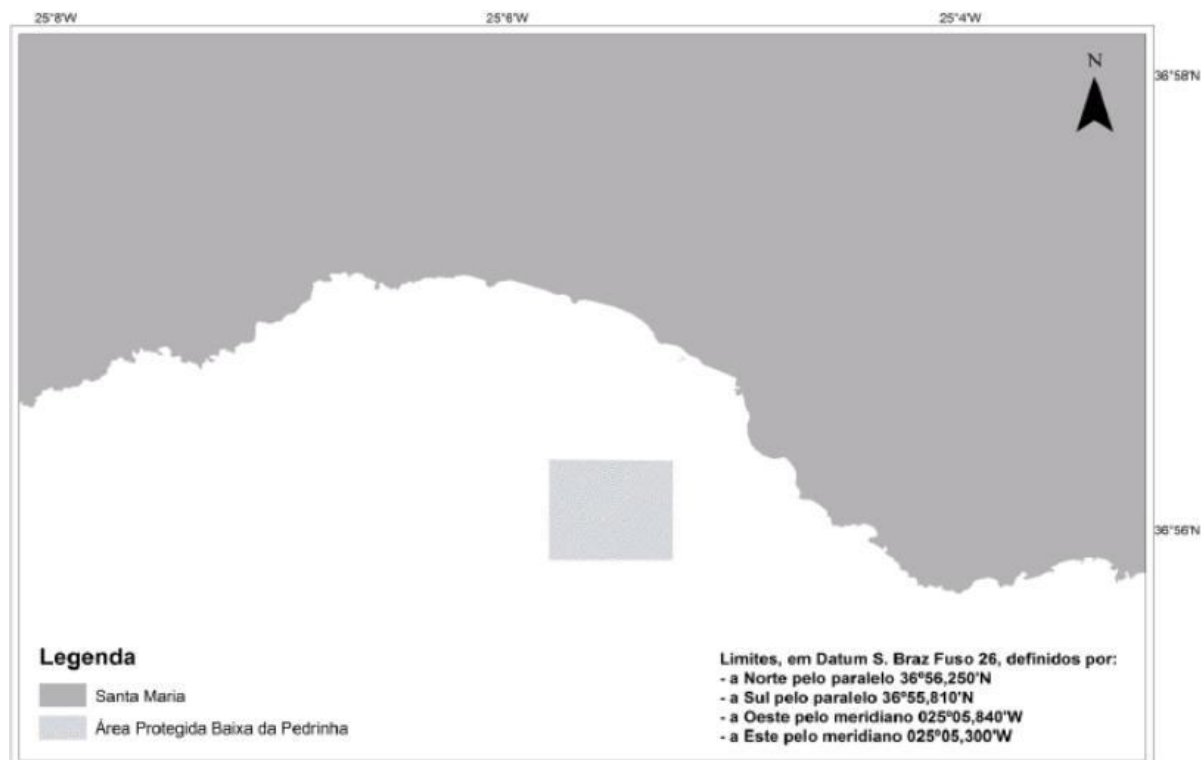 25°8'W
25°6'W
25°4'W
N
36°58'N
36°56'N
Legenda
Santa Maria
Área Protegida Baixa da Pedrinha
Limites, em Datum S. Braz Fuso 26, definidos por:
- a Norte pelo paralelo 36º56,250'N
- a Sul pelo paralelo 36º55,810'N
- a Oeste pelo meridiano 025º05,840'W
- a Este pelo meridiano 025º05,300'W